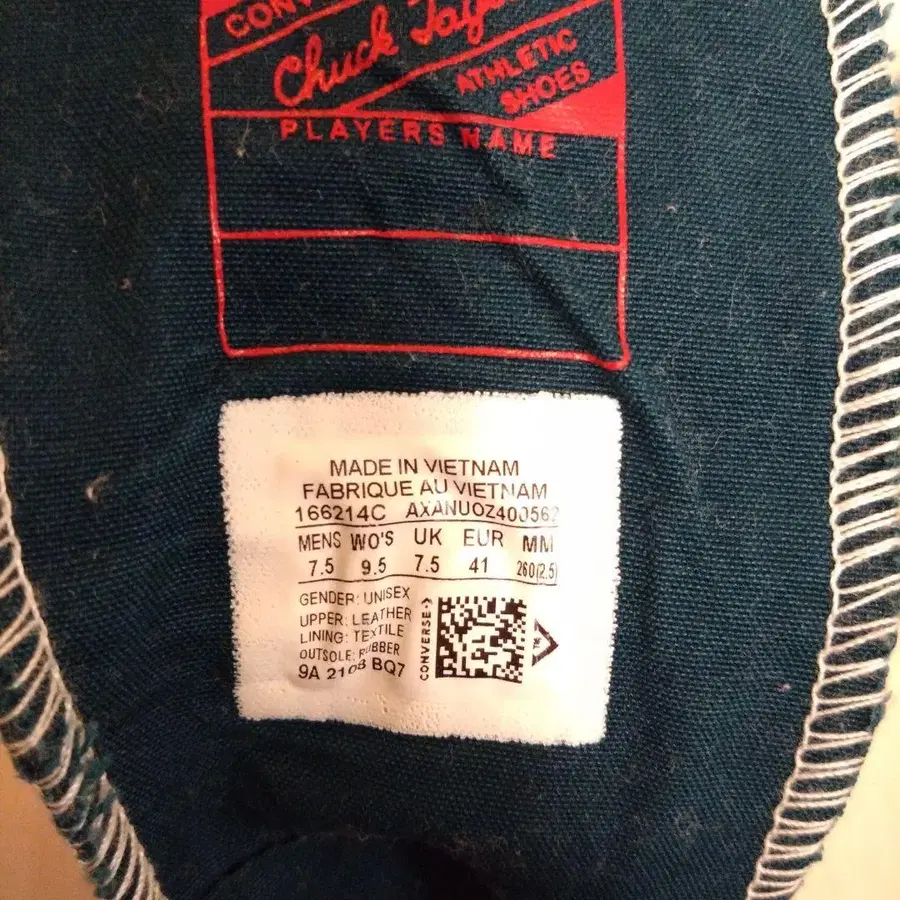 Chuck
ATHLETIC
SHOES
PLAYERS NAME
MADE IN VIETNAM
FABRIQUE AU VIETNAM
166214C AXANUOZ400562
MENS WO'S UK EUR MM
7.5 9.5 7.5 41 260(2.5)
GENDER: UNISEX
UPPER: LEATHER
LINING: TEXTILE
OUTSOLE: RUBBER
9A 2108 BQ7
CONVERSE